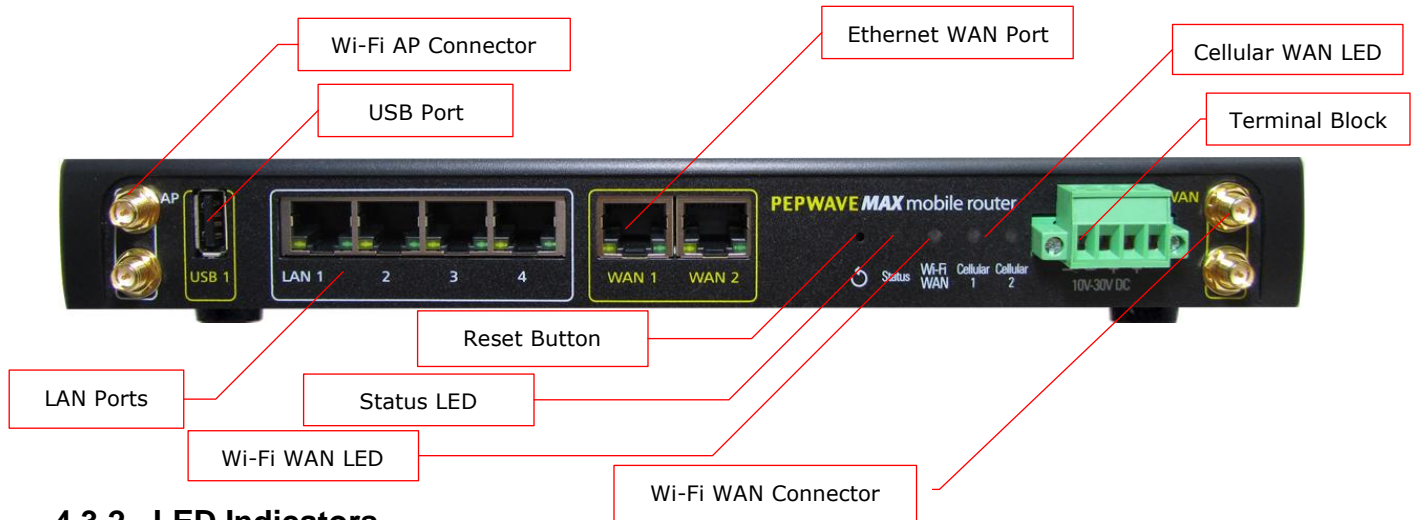 Wi-Fi AP Connector
Ethernet WAN Port
Cellular WAN LED
USB Port
Terminal Block
AP
PEPWAVE MAX mobile router
USB 1
LAN 1
2
3
4
WAN 1
WAN 2
Status
Wi-Fi WAN
Cellular 1
Cellular 2
10V-30V DC
Reset Button
LAN Ports
Status LED
Wi-Fi WAN LED
Wi-Fi WAN Connector
4.3.2 LED Indicators